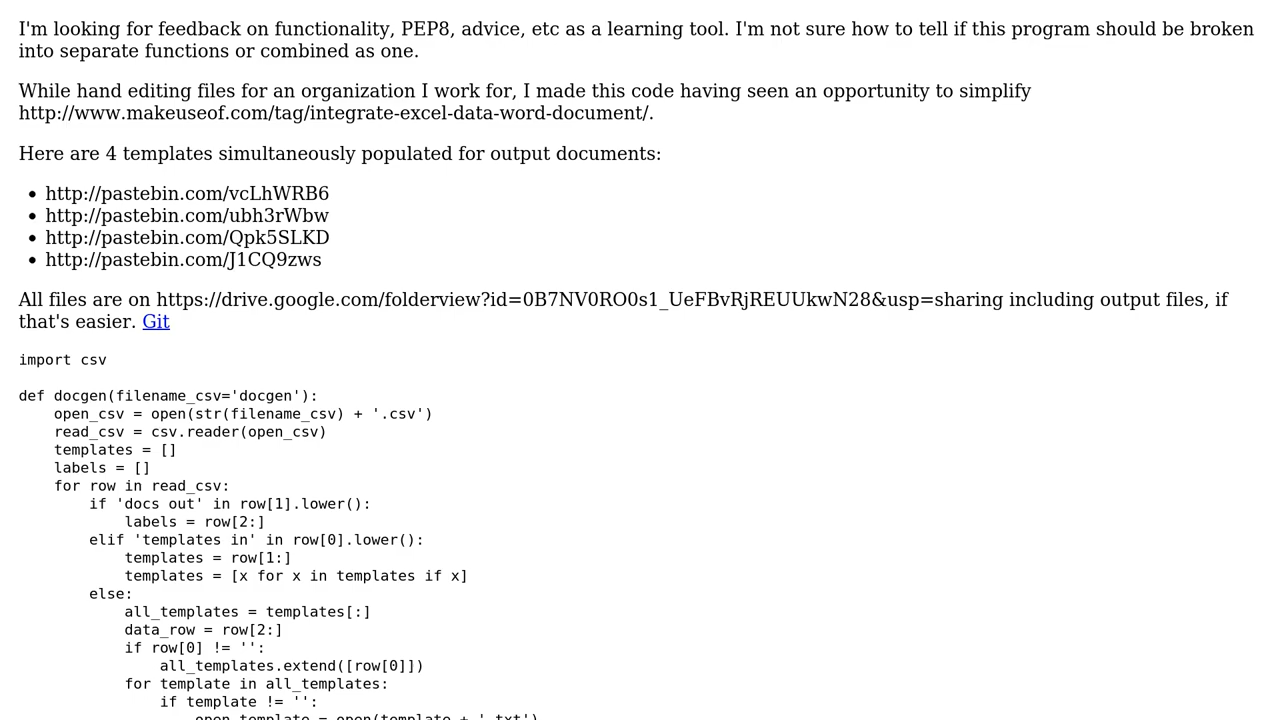 I'm looking for feedback on functionality, PEP8, advice, etc as a learning tool. I'm not sure how to tell if this program should be broken
into separate functions or combined as one.
While hand editing files for an organization I work for, I made this code having seen an opportunity to simplify
http://www.makeuseof.com/tag/integrate-excel-data-word-document/.
Here are 4 templates simultaneously populated for output documents:
• http://pastebin.com/vcLhWRB6
• http://pastebin.com/ubh3rWbw
• http://pastebin.com/Qpk5SLKD
• http://pastebin.com/J1CQ9zws
All files are on https://drive.google.com/folderview?id=0B7NV0RO0s1_UeFBvRjREUUkwN28&usp=sharing including output files, if
that's easier. Git
import csv
def docgen(filename_csv='docgen'):
    open_csv = open(str(filename_csv) + '.csv')
    read_csv = csv.reader(open_csv)
    templates = []
    labels = []
    for row in read_csv:
        if 'docs out' in row[1].lower():
            labels = row[2:]
        elif 'templates in' in row[0].lower():
            templates = row[1:]
            templates = [x for x in templates if x]
        else:
            all_templates = templates[:]
            data_row = row[2:]
            if row[0] != '':
                all_templates.extend([row[0]])
            for template in all_templates:
                if template != '':
                    open_template = open(template + '.txt')